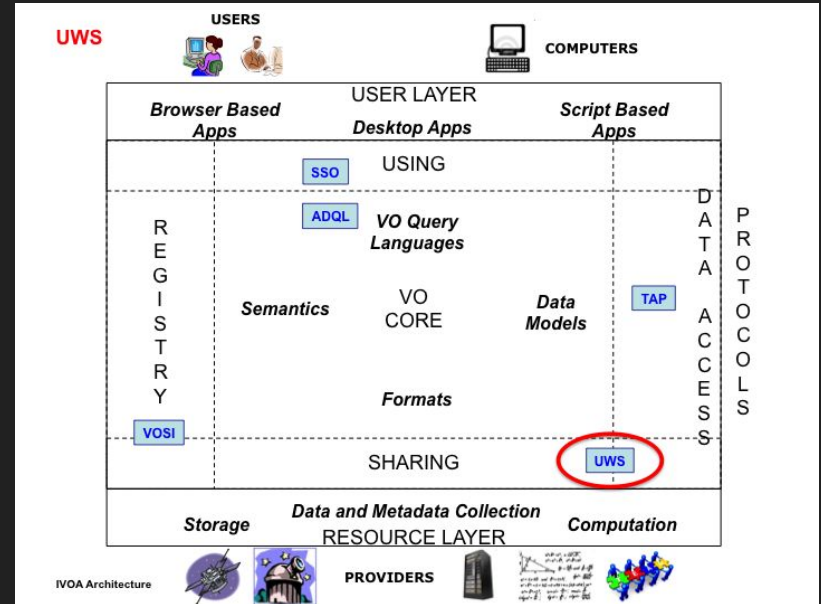 UWS
USERS
COMPUTERS
USER LAYER
Browser Based
Apps
Desktop Apps
Script Based
Apps
USING
SSO
ADQL
VO Query
Languages
REGISTRY
Semantics
VO
CORE
Data
Models
TAP
DATA ACCESS
PROTOCOLS
Formats
VOSI
SHARING
UWS
Storage
Data and Metadata Collection
Computation
RESOURCE LAYER
IVOA Architecture
PROVIDERS